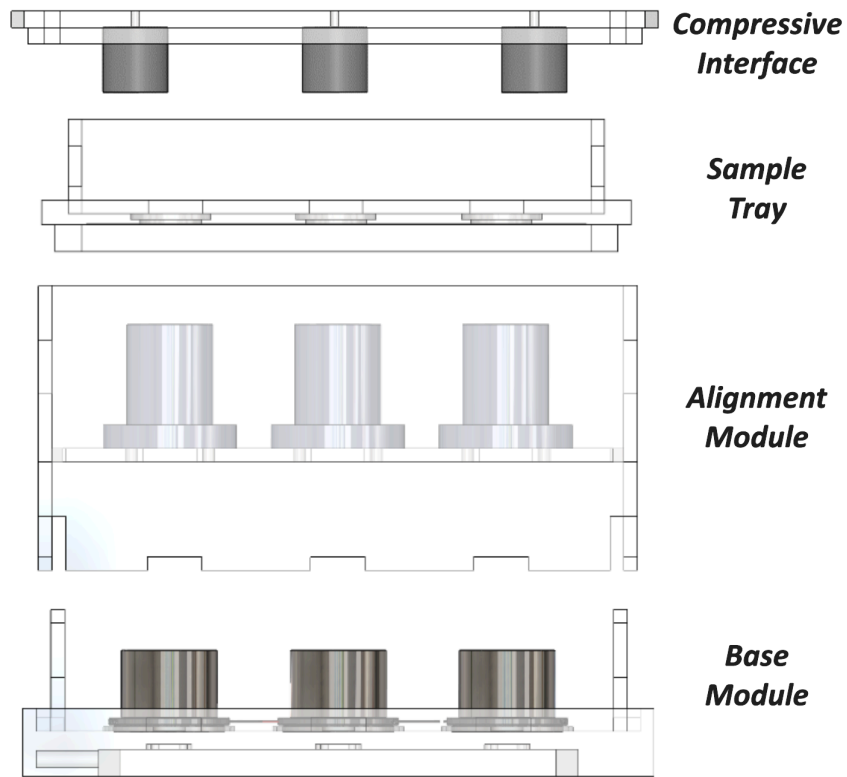 Compressive
Interface
Sample
Tray
Alignment
Module
Base
Module